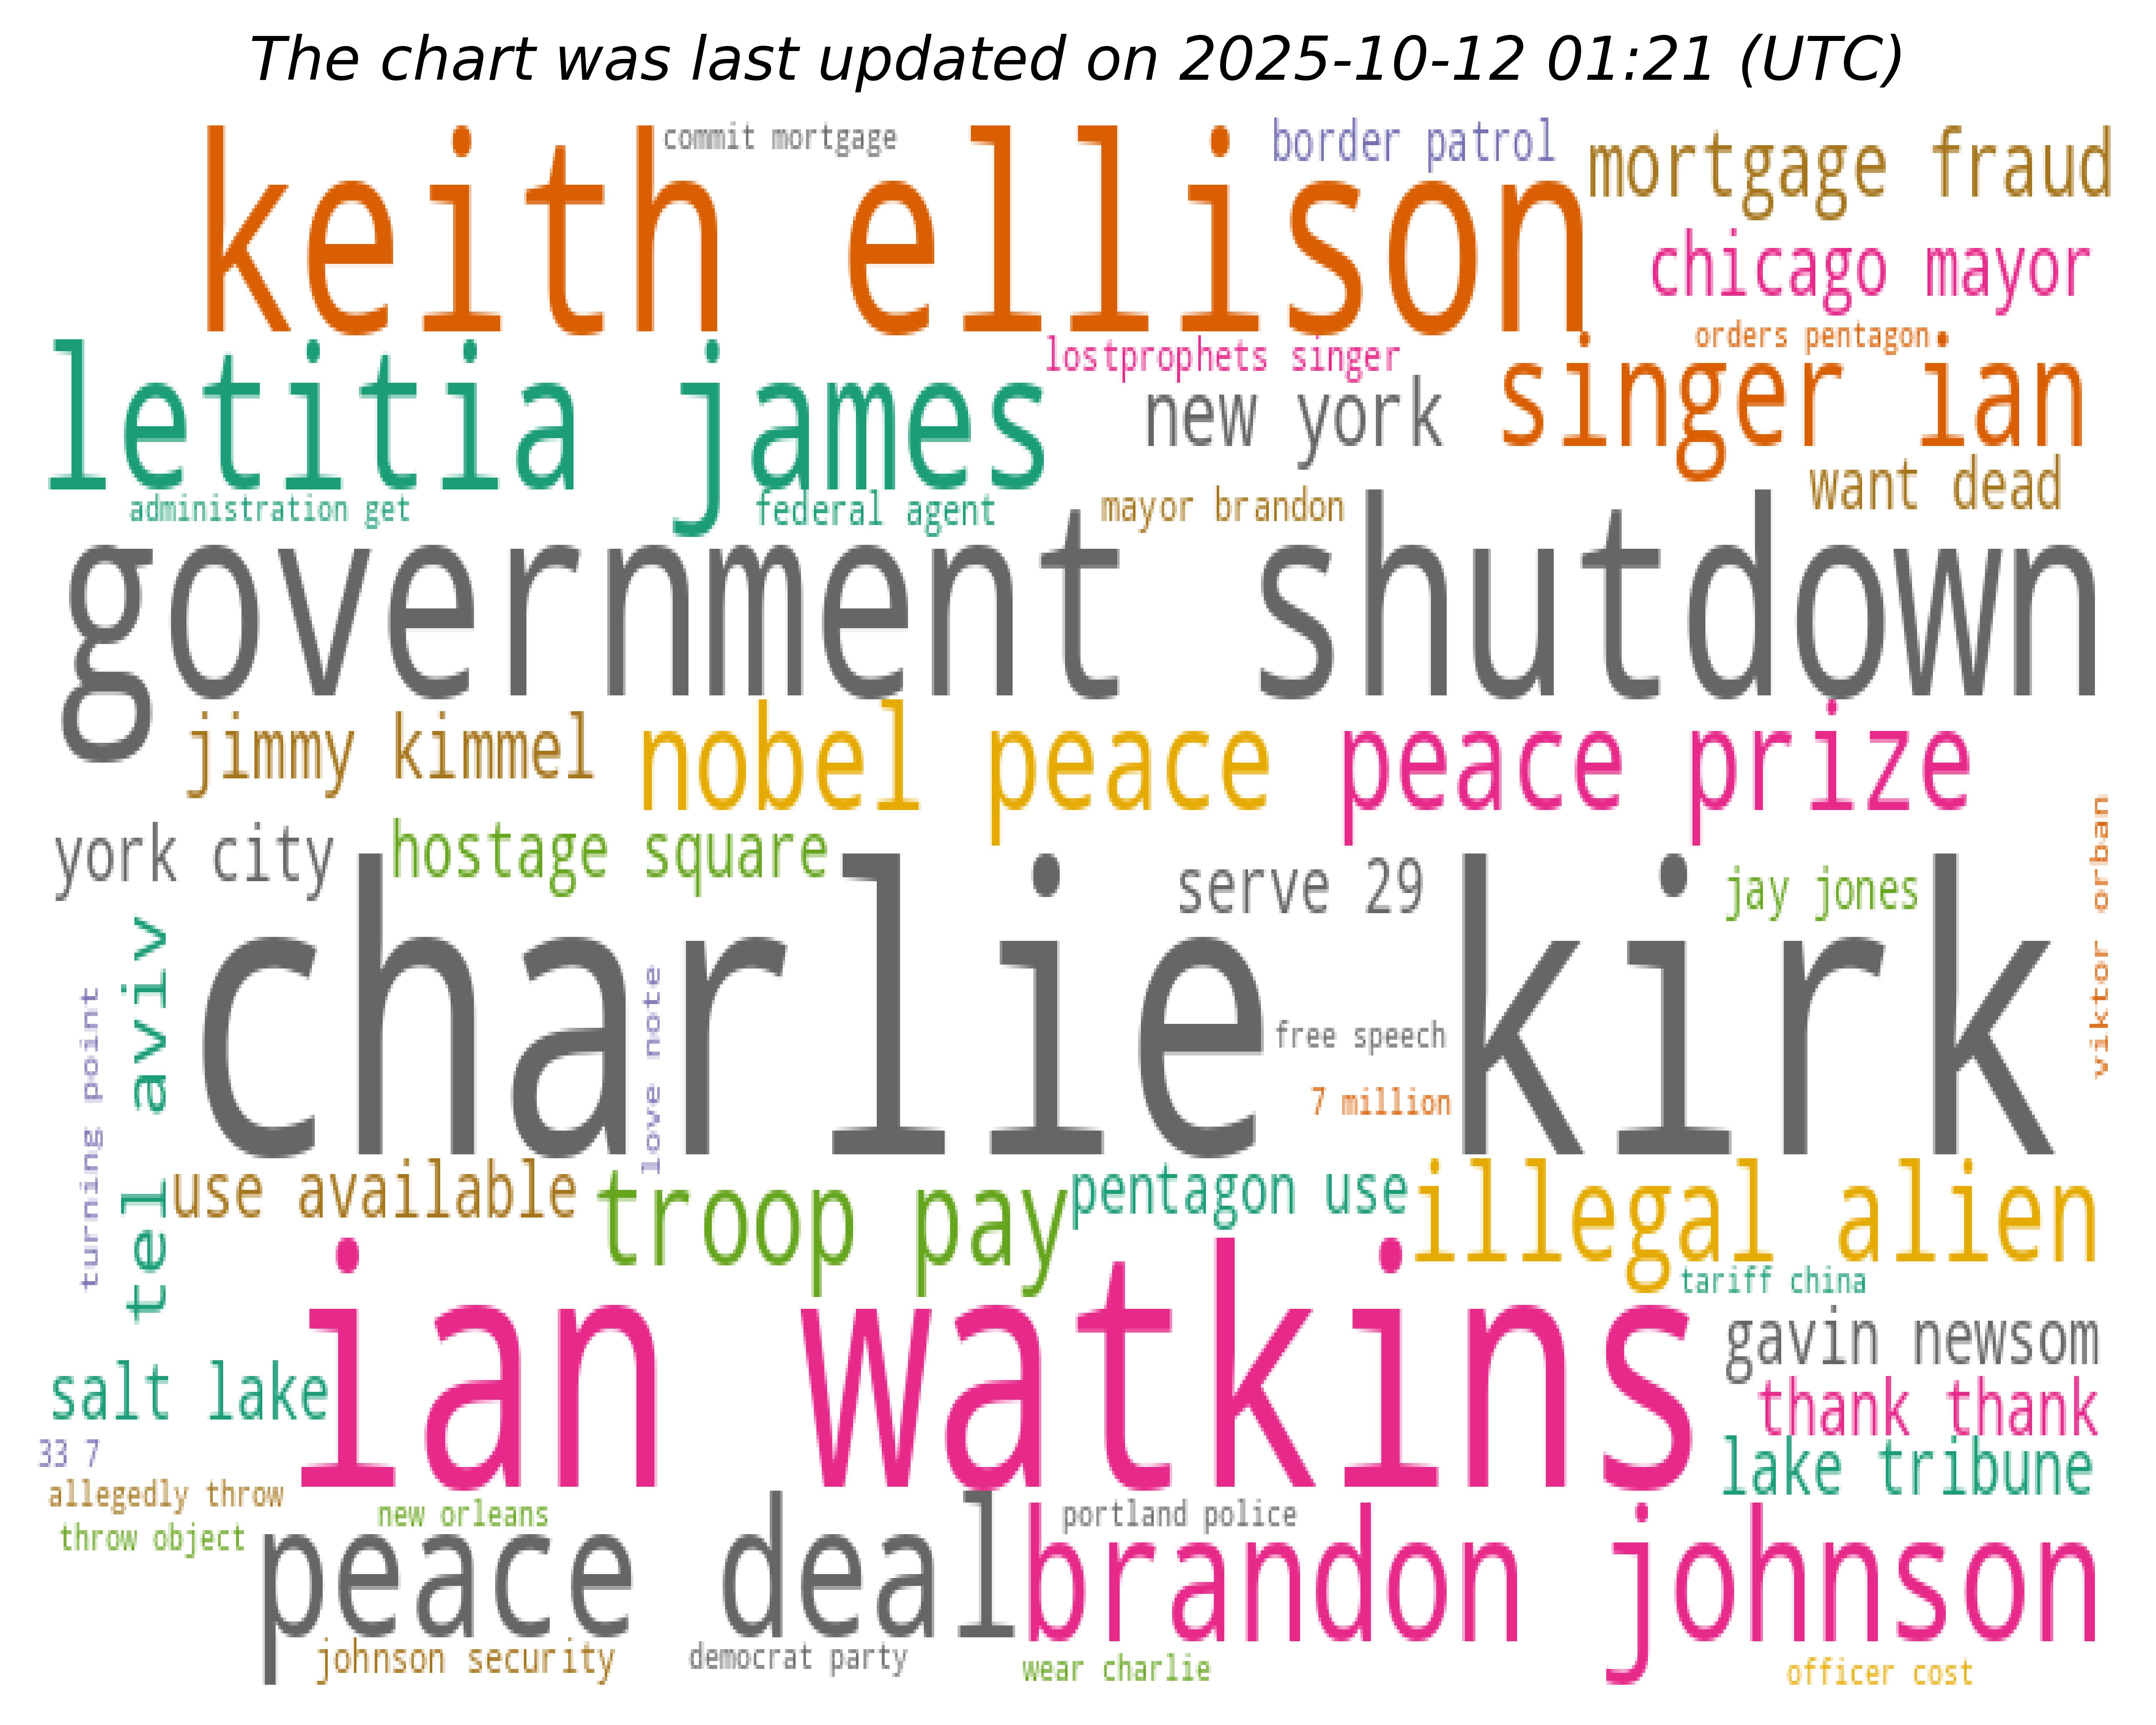 The chart was last updated on 2025-10-12 01:21 (UTC)
commit mortgage
border patrol
keith ellison
mortgage fraud
chicago mayor
orders pentagon
letitia james
lostprophets singer
new york
singer ian
want dead
administration get
federal agent
mayor brandon
government shutdown
jimmy kimmel
nobel peace
peace prize
york city
hostage square
serve 29
jay jones
viktor orban
charlie kirk
tel aviv
turning point
love note
free speech
7 million
use available
troop pay
pentagon use
illegal alien
tariff china
ian watkins
gavin newsom
salt lake
thank thank
33 7
lake tribune
allegedly throw
new orleans
portland police
throw object
peace deal
brandon johnson
johnson security
democrat party
wear charlie
officer cost